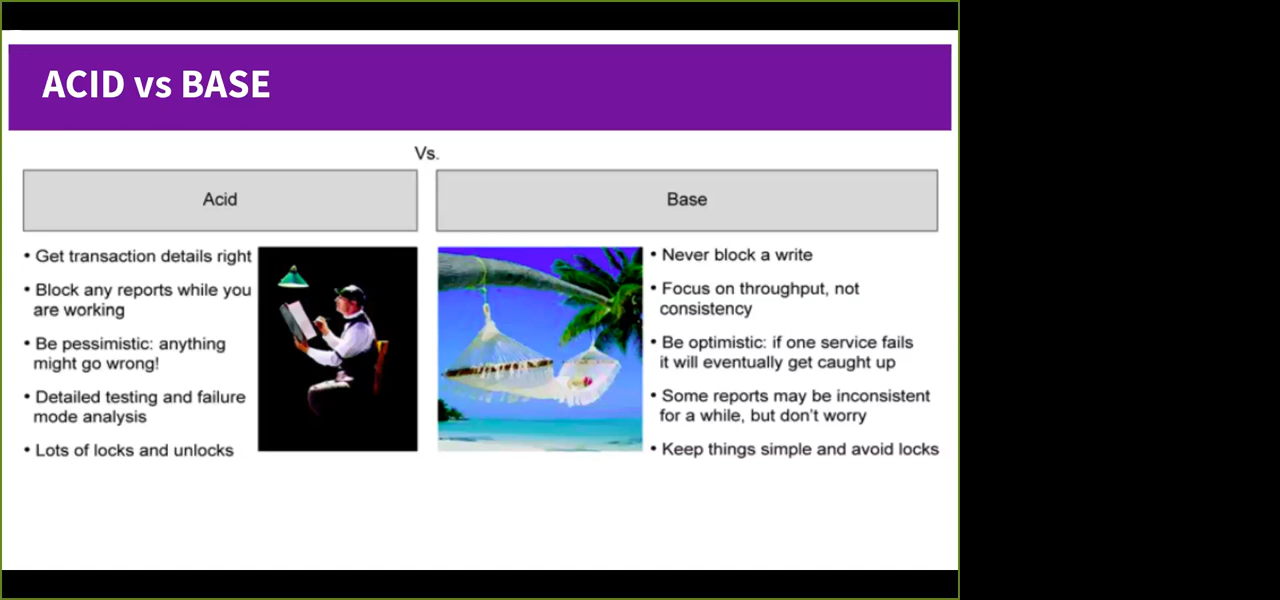 ACID vs BASE
Vs.
Acid
• Get transaction details right
• Block any reports while you
are working
• Be pessimistic: anything
might go wrong!
• Detailed testing and failure
mode analysis
• Lots of locks and unlocks
Base
• Never block a write
• Focus on throughput, not
consistency
• Be optimistic: if one service fails
it will eventually get caught up
• Some reports may be inconsistent
for a while, but don't worry
• Keep things simple and avoid locks